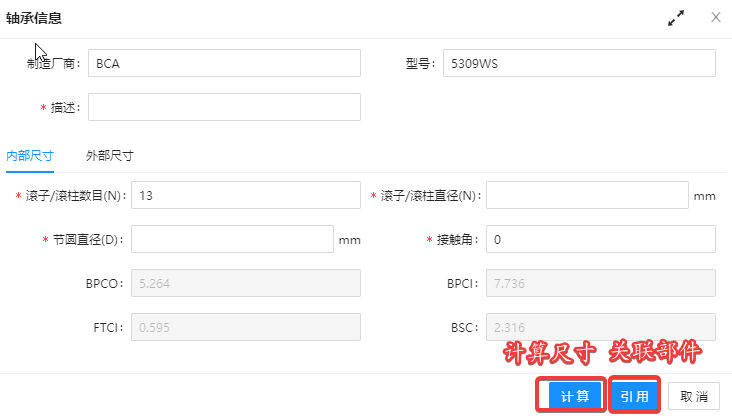 轴承信息
制造厂商： BCA 型号： 5309WS
* 描述：
内部尺寸 外部尺寸
* 滚子/滚柱数目(N)： 13 * 滚子/滚柱直径(N)： mm
* 节圆直径(D)： mm * 接触角： 0
BPCO： 5.264 BPCI： 7.736
FTCI： 0.595 BSC： 2.316
计算尺寸 关联部件
计 算 引 用 取 消